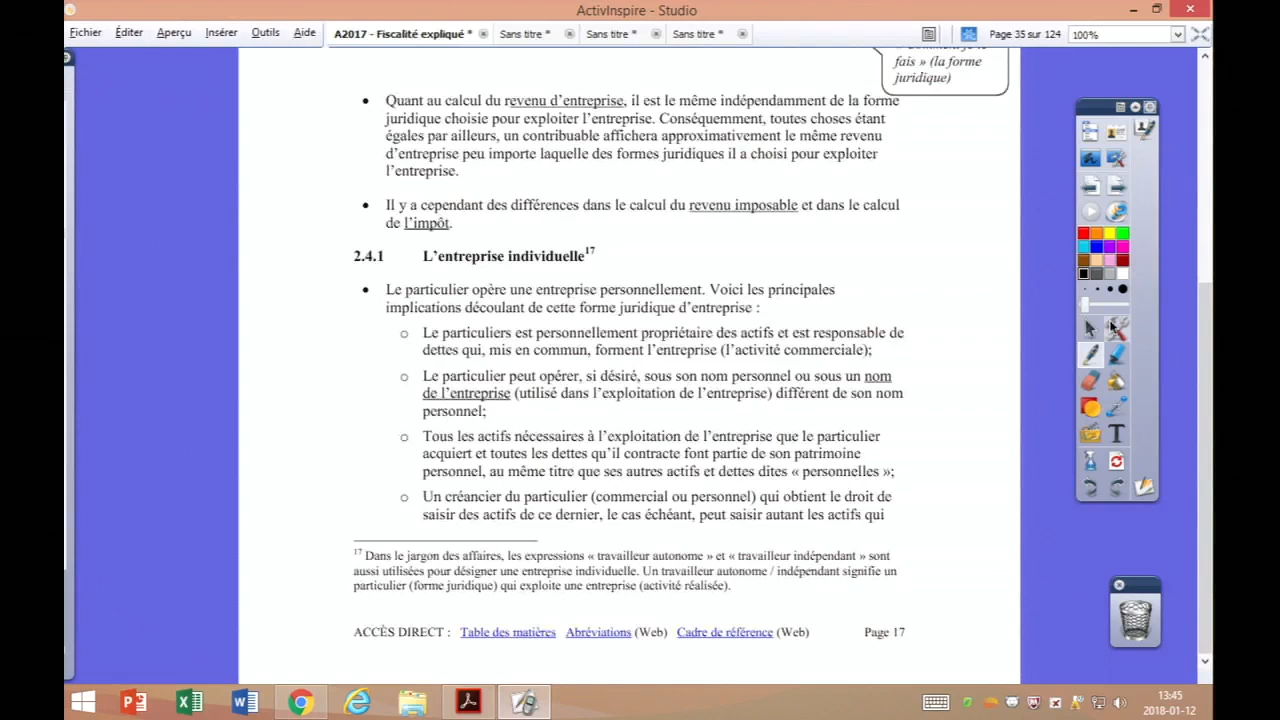 ActivInspire - Studio
Fichier Éditer Aperçu Insérer Outils Aide A2017 - Fiscalité expliqué * Sans titre * Sans titre * Sans titre * Page 35 sur 124 100%
fais » (la forme
juridique)
• Quant au calcul du revenu d’entreprise, il est le même indépendamment de la forme
juridique choisie pour exploiter l’entreprise. Conséquemment, toutes choses étant
égales par ailleurs, un contribuable affichera approximativement le même revenu
d’entreprise peu importe laquelle des formes juridiques il a choisi pour exploiter
l’entreprise.
• Il y a cependant des différences dans le calcul du revenu imposable et dans le calcul
de l’impôt.
2.4.1 L’entreprise individuelle17
• Le particulier opère une entreprise personnellement. Voici les principales
implications découlant de cette forme juridique d’entreprise :
o Le particuliers est personnellement propriétaire des actifs et est responsable de
dettes qui, mis en commun, forment l’entreprise (l’activité commerciale);
o Le particulier peut opérer, si désiré, sous son nom personnel ou sous un nom
de l’entreprise (utilisé dans l’exploitation de l’entreprise) différent de son nom
personnel;
o Tous les actifs nécessaires à l’exploitation de l’entreprise que le particulier
acquiert et toutes les dettes qu’il contracte font partie de son patrimoine
personnel, au même titre que ses autres actifs et dettes dites « personnelles »;
o Un créancier du particulier (commercial ou personnel) qui obtient le droit de
saisir des actifs de ce dernier, le cas échéant, peut saisir autant les actifs qui
17 Dans le jargon des affaires, les expressions « travailleur autonome » et « travailleur indépendant » sont
aussi utilisées pour désigner une entreprise individuelle. Un travailleur autonome / indépendant signifie un
particulier (forme juridique) qui exploite une entreprise (activité réalisée).
ACCÈS DIRECT : Table des matières Abréviations (Web) Cadre de référence (Web) Page 17
13:45
2018-01-12